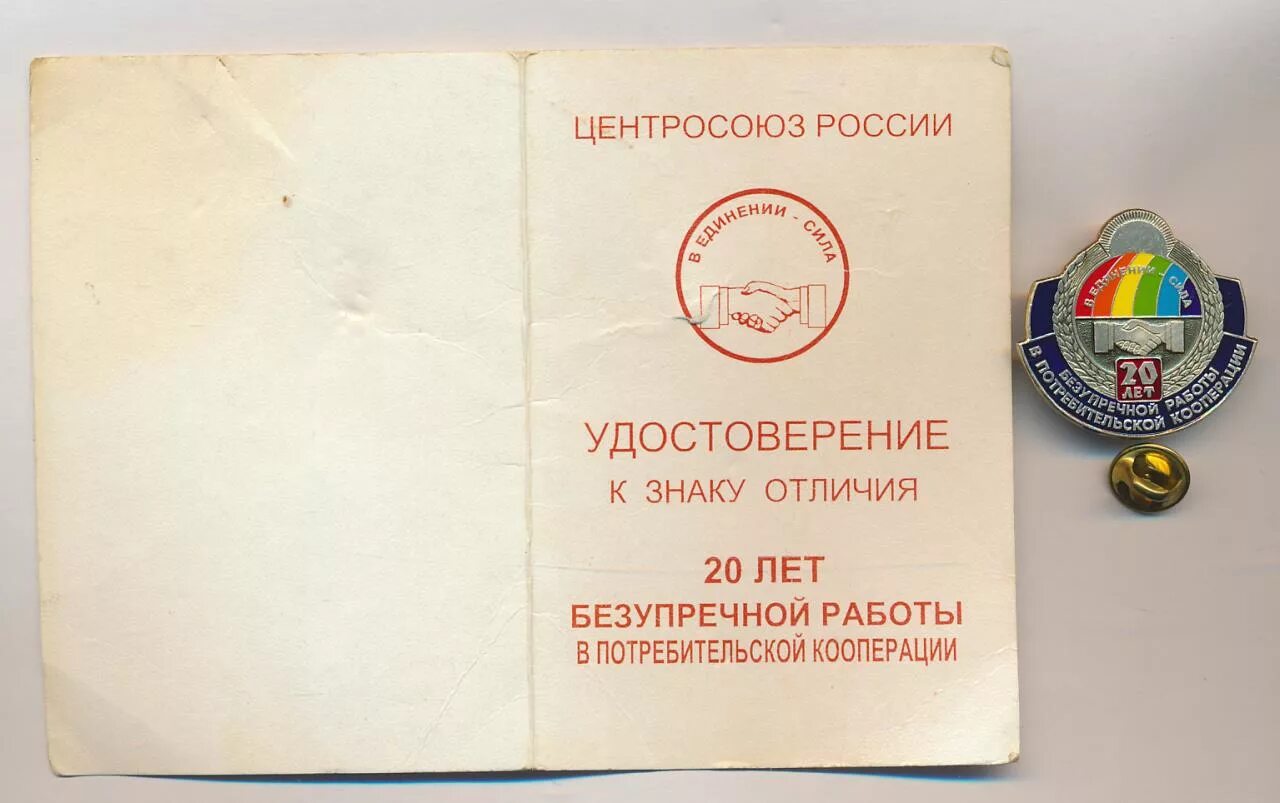 ЦЕНТРОСОЮЗ РОССИИ
В ЕДИНЕНИИ - СИЛА
УДОСТОВЕРЕНИЕ
К ЗНАКУ ОТЛИЧИЯ
20 ЛЕТ
БЕЗУПРЕЧНОЙ РАБОТЫ
В ПОТРЕБИТЕЛЬСКОЙ КООПЕРАЦИИ
В ЕДИНЕНИИ - СИЛА
20
ЛЕТ
БЕЗУПРЕЧНОЙ РАБОТЫ
В ПОТРЕБИТЕЛЬСКОЙ КООПЕРАЦИИ